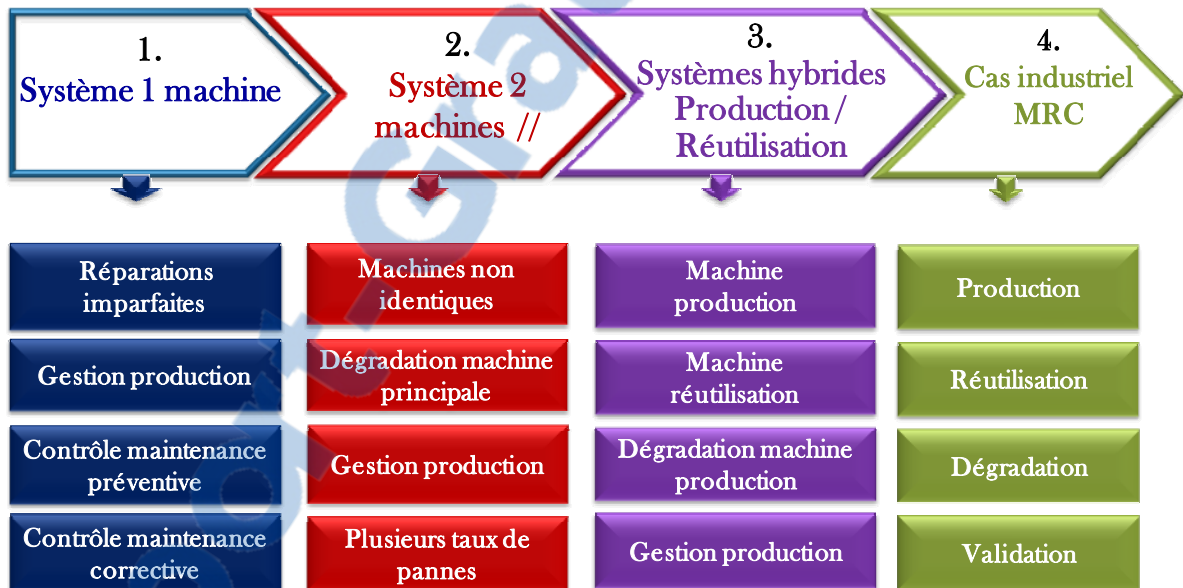 1.
Système 1 machine
2.
Système 2
machines //
3.
Systèmes hybrides
Production /
Réutilisation
4.
Cas industriel
MRC
Réparations
imparfaites
Gestion production
Contrôle maintenance
préventive
Contrôle maintenance
corrective
Machines non
identiques
Dégradation machine
principale
Gestion production
Plusieurs taux de
pannes
Machine
production
Machine
réutilisation
Dégradation machine
production
Gestion production
Production
Réutilisation
Dégradation
Validation